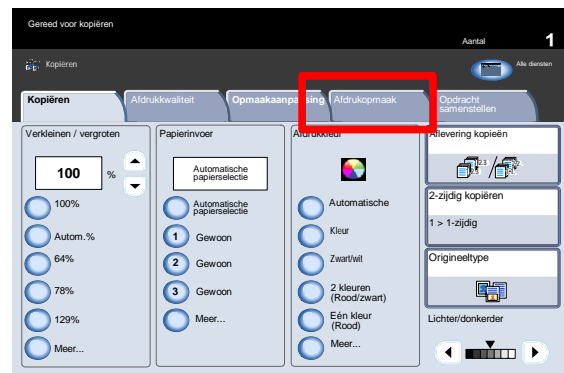 Gereed voor kopiëren
Aantal
1
Kopiëren
Alle diensten
Kopiëren
Afdrukkwaliteit
Opmaakaanpassing
Afdrukopmaak
Opdracht
samenstellen
Verkleinen / vergroten
100
%
100%
Autom.%
64%
78%
129%
Meer...
Papierinvoer
Automatische
papierselectie
Automatische
papierselectie
1 Gewoon
2 Gewoon
3 Gewoon
Meer...
Afdrukkleur
Automatische
Kleur
Zwart/wit
2 kleuren
(Rood/zwart)
Eén kleur
(Rood)
Meer...
Aflevering kopieën
2-zijdig kopiëren
1 > 1-zijdig
Origineeltype
Lichter/donkerder